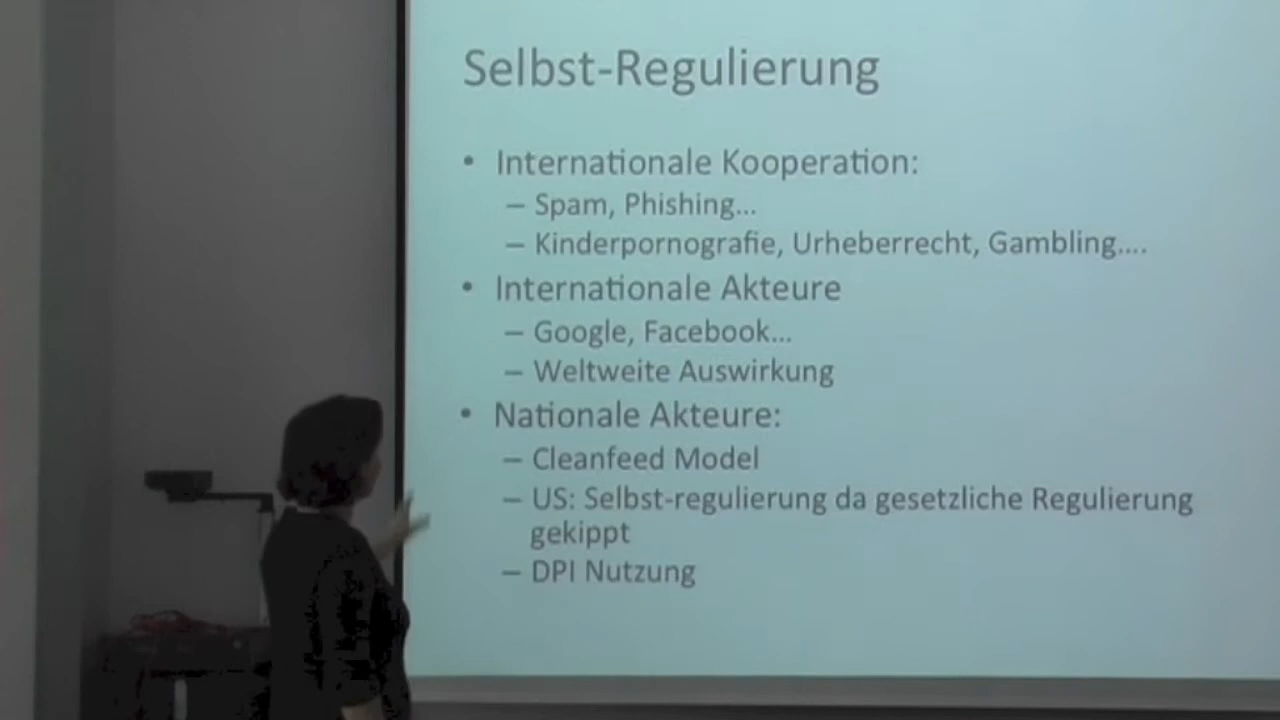 Selbst-Regulierung
• Internationale Kooperation:
– Spam, Phishing...
– Kinderpornografie, Urheberrecht, Gambling....
• Internationale Akteure
– Google, Facebook...
– Weltweite Auswirkung
• Nationale Akteure:
– Cleanfeed Model
– US: Selbst-regulierung da gesetzliche Regulierung
gekippt
– DPI Nutzung